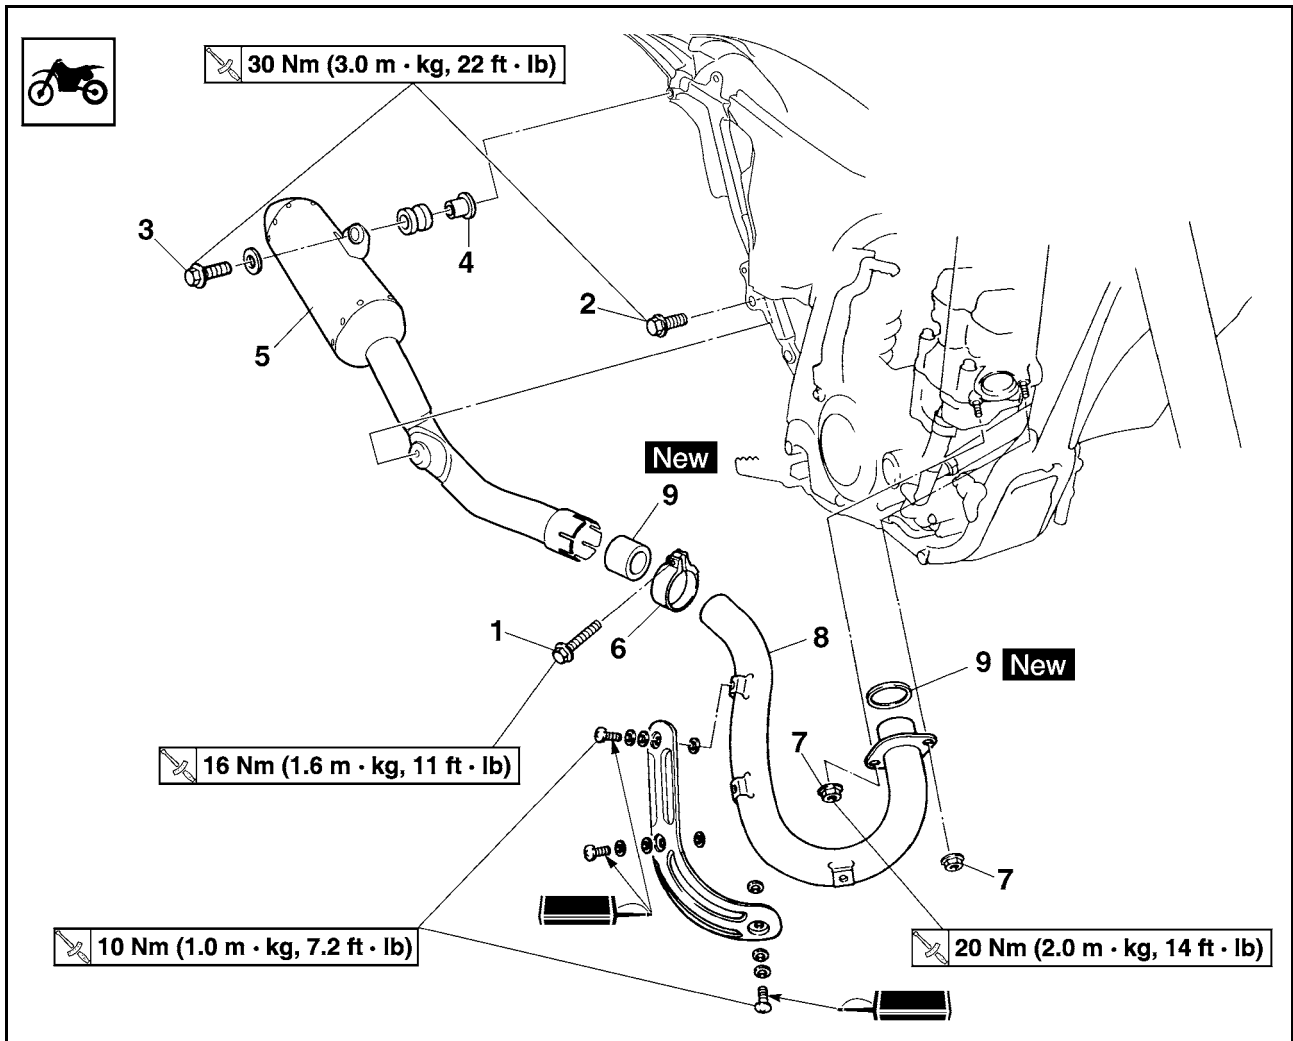 30 Nm (3.0 m · kg, 22 ft · lb)
3
4
2
5
New
9
1
6
8
9 New
7
16 Nm (1.6 m · kg, 11 ft · lb)
7
10 Nm (1.0 m · kg, 7.2 ft · lb)
20 Nm (2.0 m · kg, 14 ft · lb)